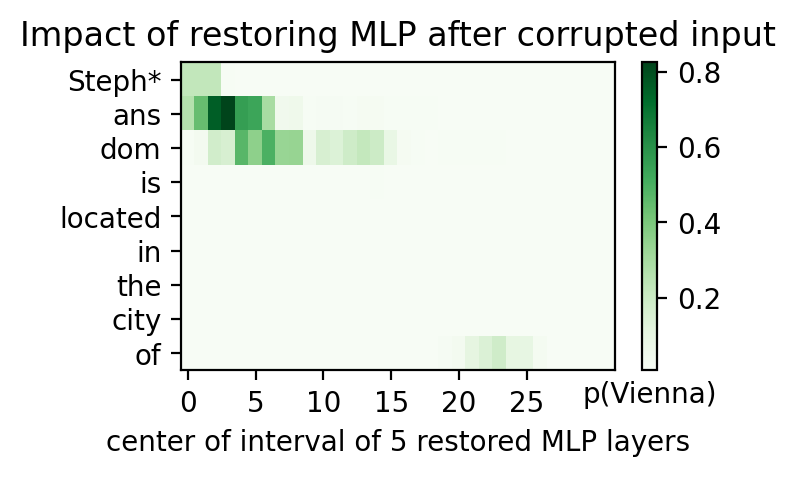 Impact of restoring MLP after corrupted input
Steph*
ans
dom
is
located
in
the
city
of
0 5 10 15 20 25
center of interval of 5 restored MLP layers
0.8
0.6
0.4
0.2
p(Vienna)